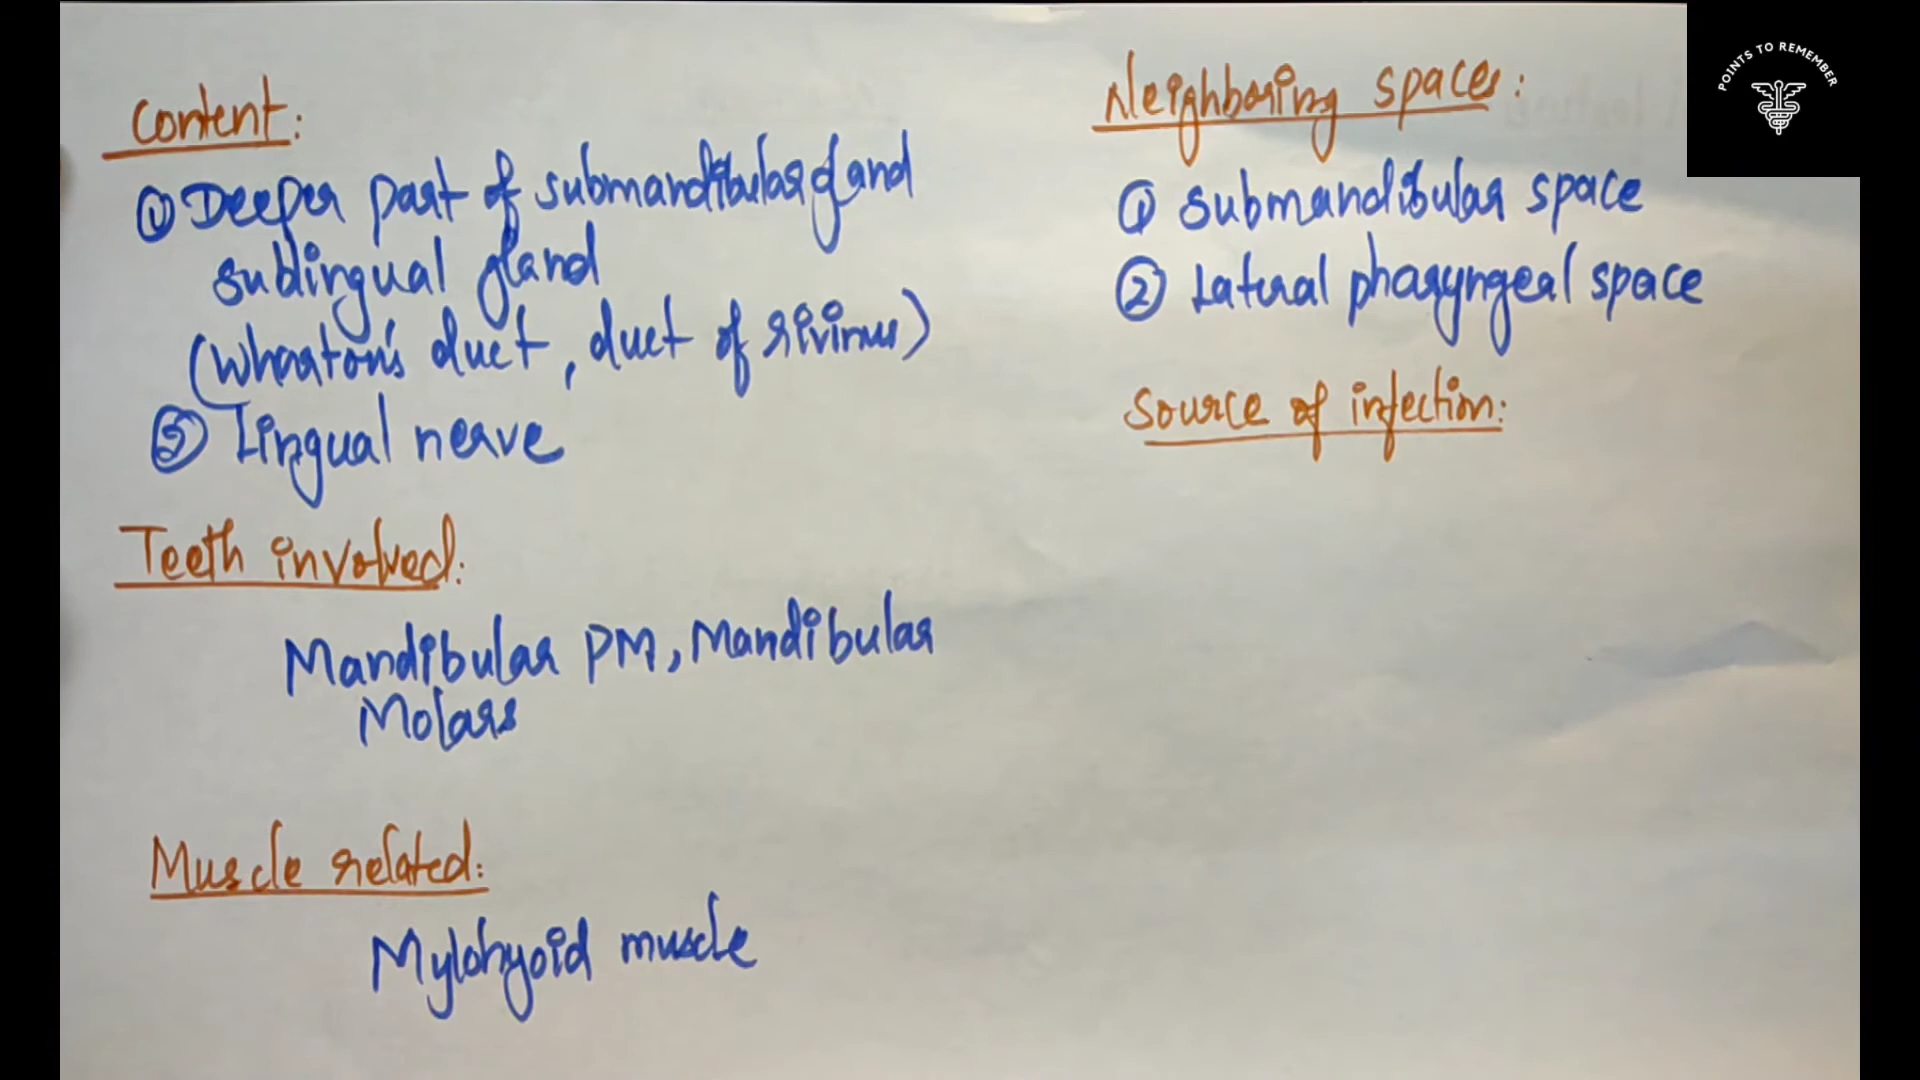 Content:
① Deeper part of submandibular gland
sublingual gland
(Wharton's duct, duct of rivinus)
③ Lingual nerve
Teeth involved:
Mandibular PM, Mandibular
Molars
Muscle related:
Mylohyoid muscle
Neighboring spaces:
① submandibular space
② Lateral pharyngeal space
Source of infection:
POINTS TO REMEMBER